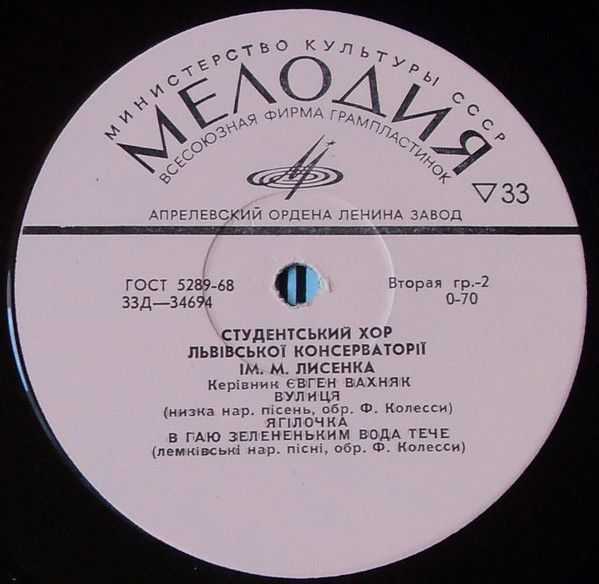 МИНИСТЕРСТВО КУЛЬТУРЫ СССР
МЕЛОДИЯ
ВСЕСОЮЗНАЯ ФИРМА ГРАМПЛАСТИНОК
▽33
АПРЕЛЕВСКИЙ ОРДЕНА ЛЕНИНА ЗАВОД
ГОСТ 5289-68
33Д—34694
Вторая гр.-2
0-70
СТУДЕНТСЬКИЙ ХОР
ЛЬВІВСЬКОЇ КОНСЕРВАТОРІЇ
ІМ. М. ЛИСЕНКА
Керівник ЄВГЕН ВАХНЯК
ВУЛИЦЯ
(низка нар. пісень, обр. Ф. Колесси)
ЯГІЛОЧКА
В ГАЮ ЗЕЛЕНЕНЬКИМ ВОДА ТЕЧЕ
(лемківські нар. пісні, обр. Ф. Колесси)